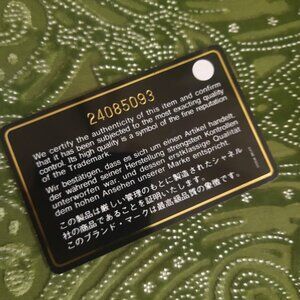 24085093
We certify the authenticity of this item and confirm
that it has been subjected to the most exacting quality
control. Its high quality is a symbol of the fine reputation
of the Trademark.
Wir bestätigen, dass es sich um einen Artikel handelt,
der während seiner Herstellung strengster Kontrollen
unterworfen war, und dessen erstklassige Qualität
dem hohen Ansehen unserer Marke entspricht.
この製品は厳しい管理のもとに製造されたシャネル
社の商品であることを証明いたします。
このブランド・マークは最高級品質の象徴です。